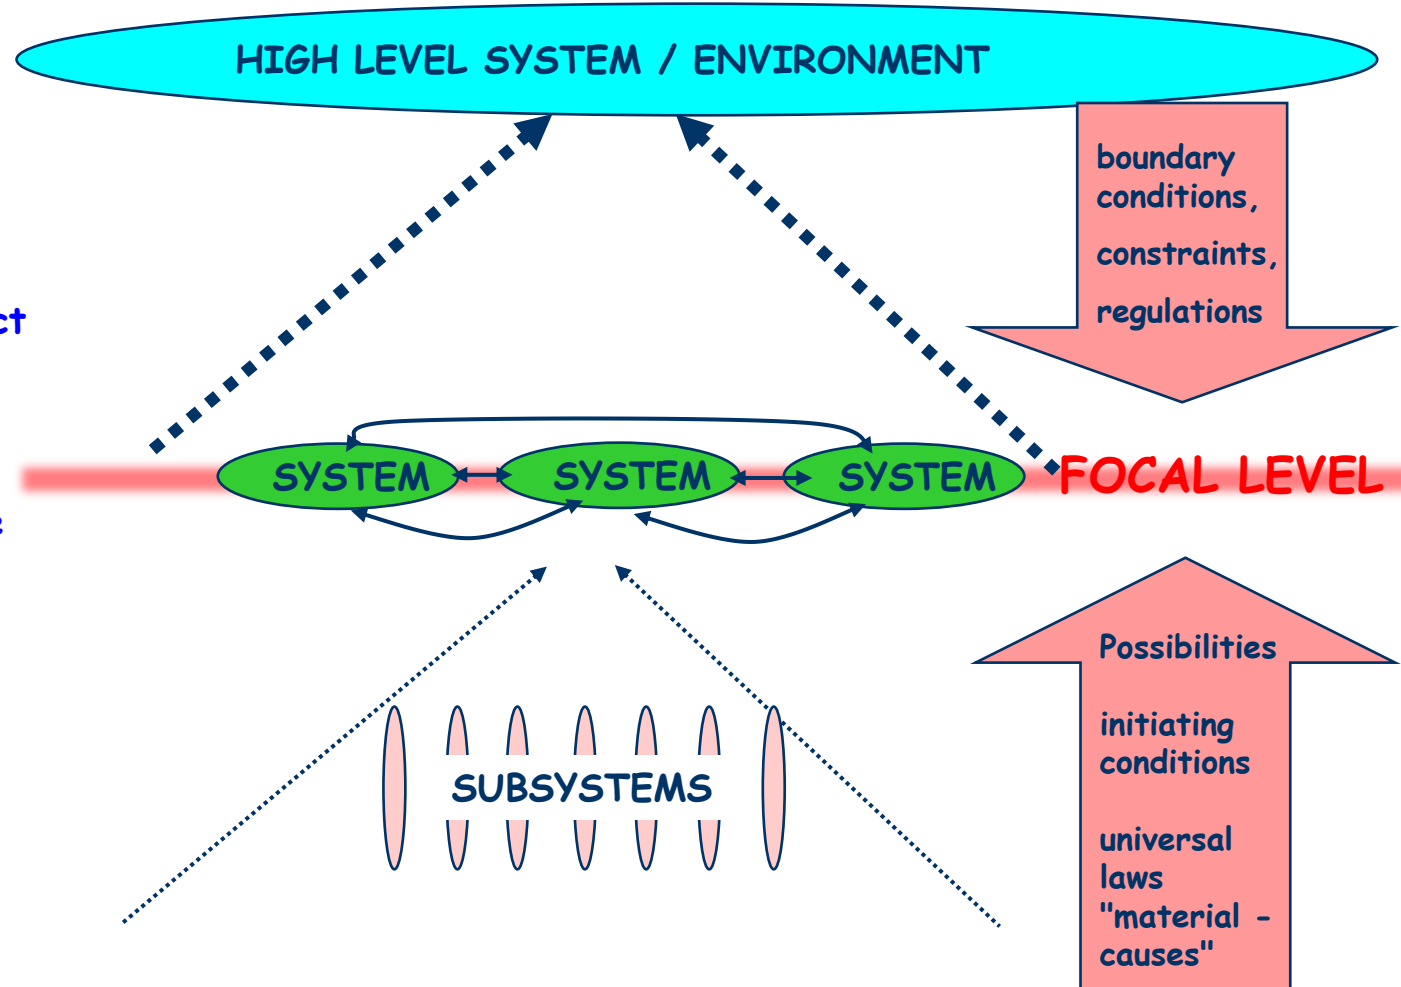 HIGH LEVEL SYSTEM / ENVIRONMENT
boundary
conditions,
constraints,
regulations
ct
SYSTEM
SYSTEM
SYSTEM
FOCAL LEVEL
e
Possibilities
initiating
conditions
SUBSYSTEMS
universal
laws
"material -
causes"